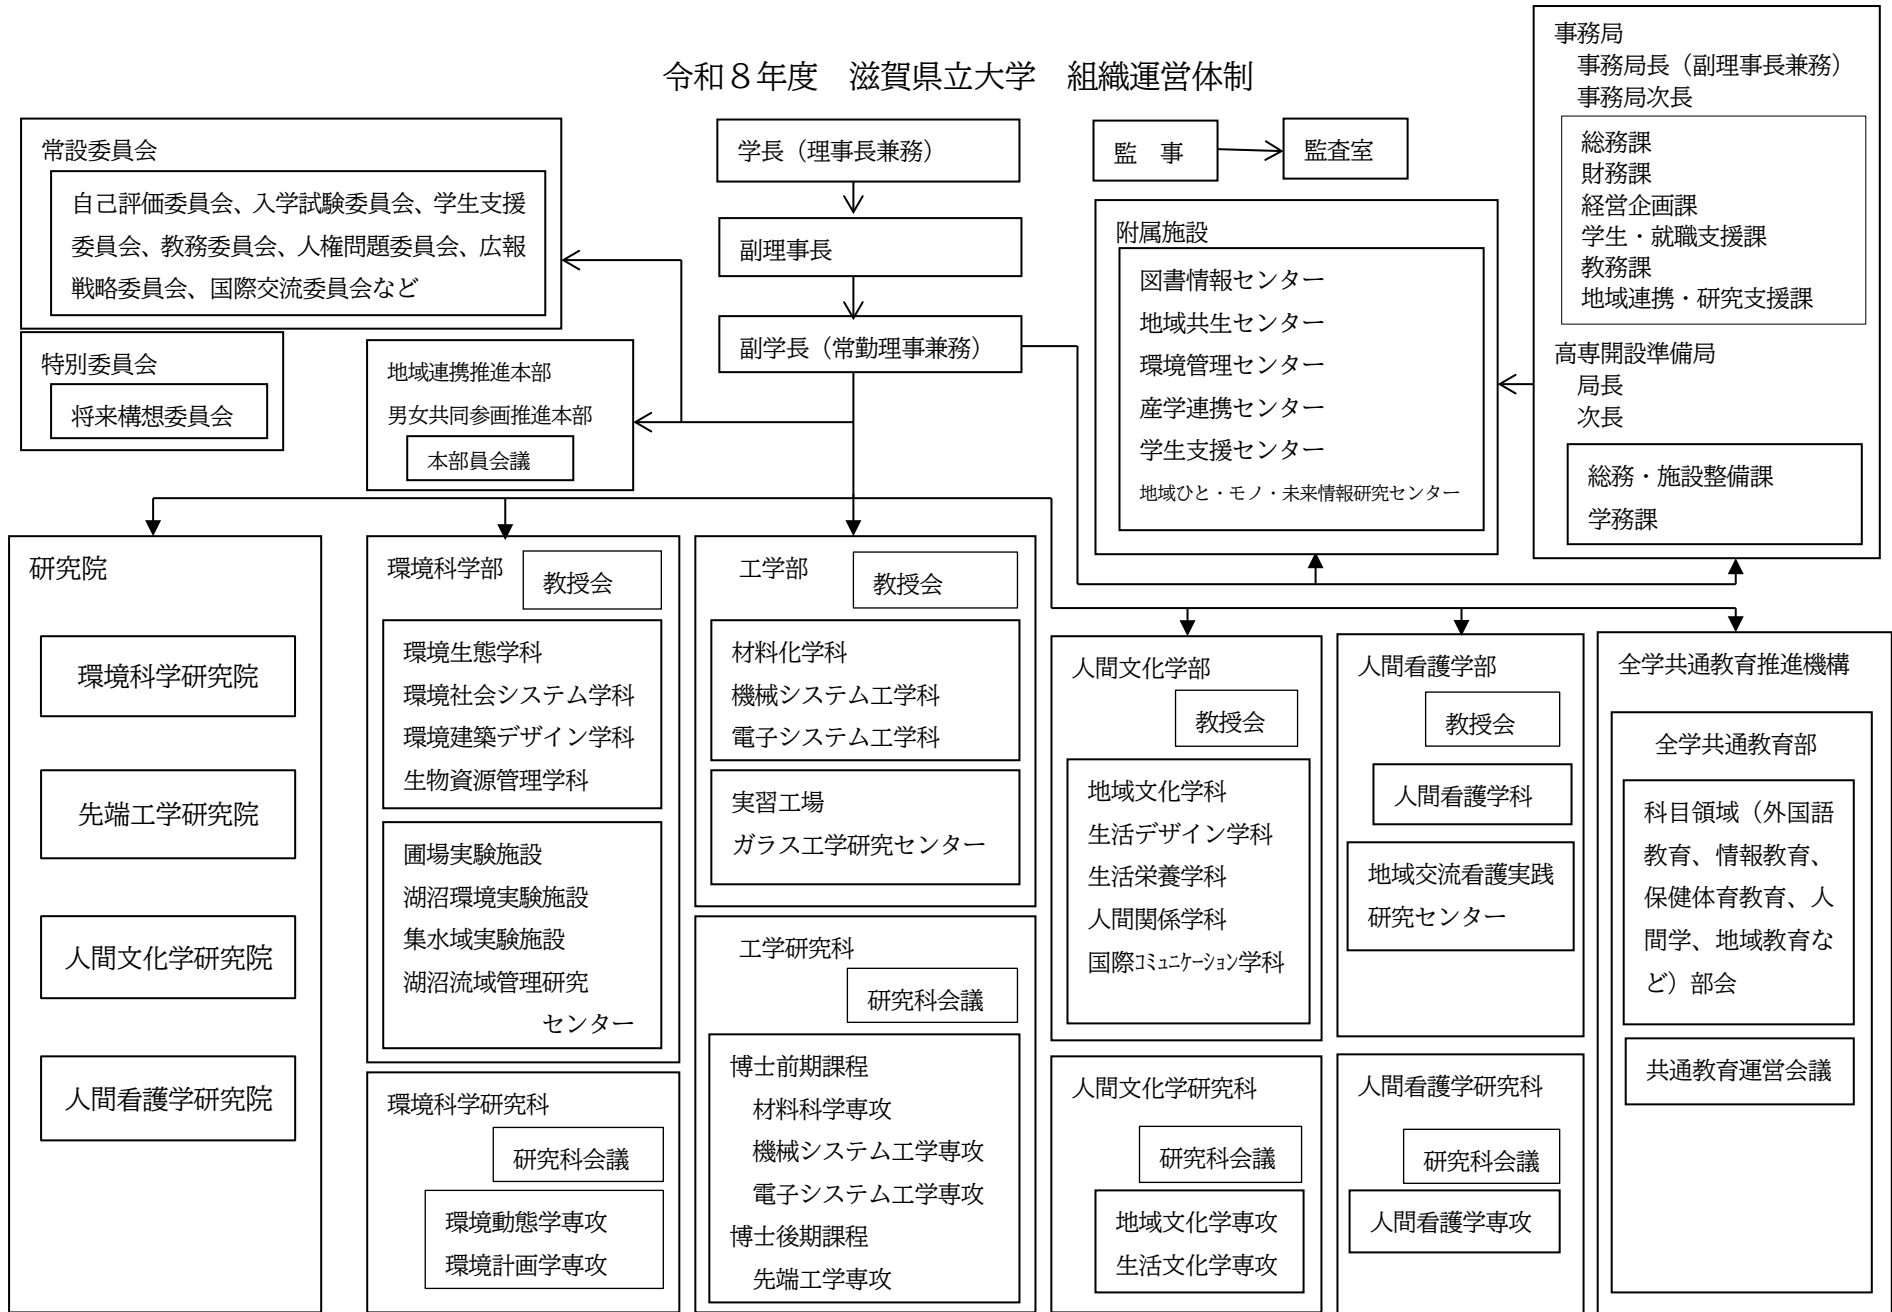 令和８年度　滋賀県立大学　組織運営体制
常設委員会
自己評価委員会、入学試験委員会、学生支援
委員会、教務委員会、人権問題委員会、広報
戦略委員会、国際交流委員会など
特別委員会
将来構想委員会
地域連携推進本部
男女共同参画推進本部
本部員会議
学長（理事長兼務）
副理事長
副学長（常勤理事兼務）
監　事
監査室
附属施設
図書情報センター
地域共生センター
環境管理センター
産学連携センター
学生支援センター
地域ひと・モノ・未来情報研究センター
事務局
事務局長（副理事長兼務）
事務局次長
総務課
財務課
経営企画課
学生・就職支援課
教務課
地域連携・研究支援課
高専開設準備局
局長
次長
総務・施設整備課
学務課
研究院
環境科学研究院
先端工学研究院
人間文化学研究院
人間看護学研究院
環境科学部
教授会
環境生態学科
環境社会システム学科
環境建築デザイン学科
生物資源管理学科
圃場実験施設
湖沼環境実験施設
集水域実験施設
湖沼流域管理研究
センター
環境科学研究科
研究科会議
環境動態学専攻
環境計画学専攻
工学部
教授会
材料化学科
機械システム工学科
電子システム工学科
実習工場
ガラス工学研究センター
工学研究科
研究科会議
博士前期課程
材料科学専攻
機械システム工学専攻
電子システム工学専攻
博士後期課程
先端工学専攻
人間文化学部
教授会
地域文化学科
生活デザイン学科
生活栄養学科
人間関係学科
国際ｺﾐｭﾆｹｰｼｮﾝ学科
人間文化学研究科
研究科会議
地域文化学専攻
生活文化学専攻
人間看護学部
教授会
人間看護学科
地域交流看護実践
研究センター
人間看護学研究科
研究科会議
人間看護学専攻
全学共通教育推進機構
全学共通教育部
科目領域（外国語
教育、情報教育、
保健体育教育、人
間学、地域教育な
ど）部会
共通教育運営会議